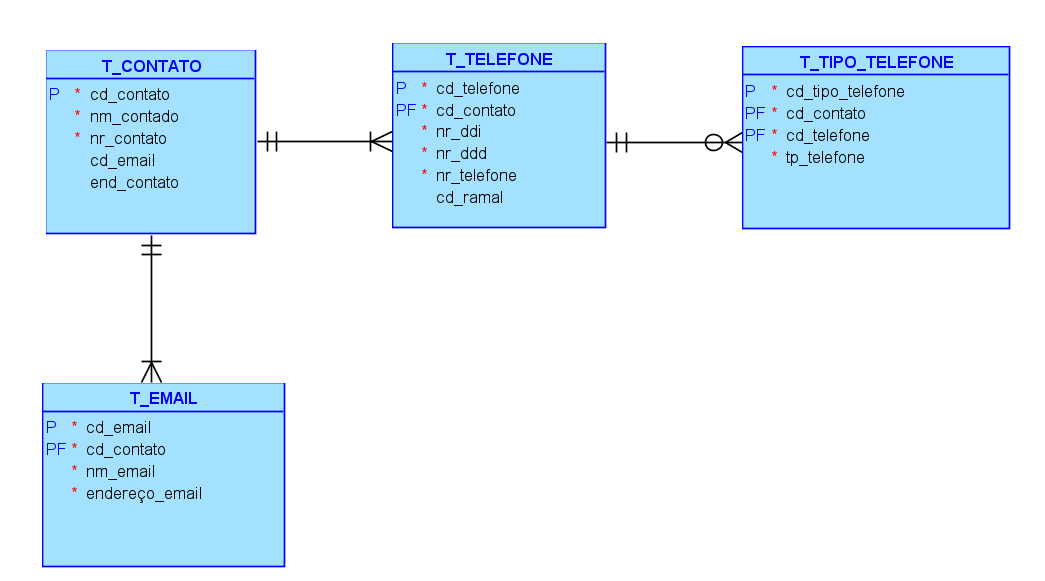 T_CONTATO
P * cd_contato
* nm_contado
* nr_contato
cd_email
end_contato
T_TELEFONE
P * cd_telefone
PF * cd_contato
* nr_ddi
* nr_ddd
* nr_telefone
cd_ramal
T_TIPO_TELEFONE
P * cd_tipo_telefone
PF * cd_contato
PF * cd_telefone
* tp_telefone
T_EMAIL
P * cd_email
PF * cd_contato
* nm_email
* endereço_email